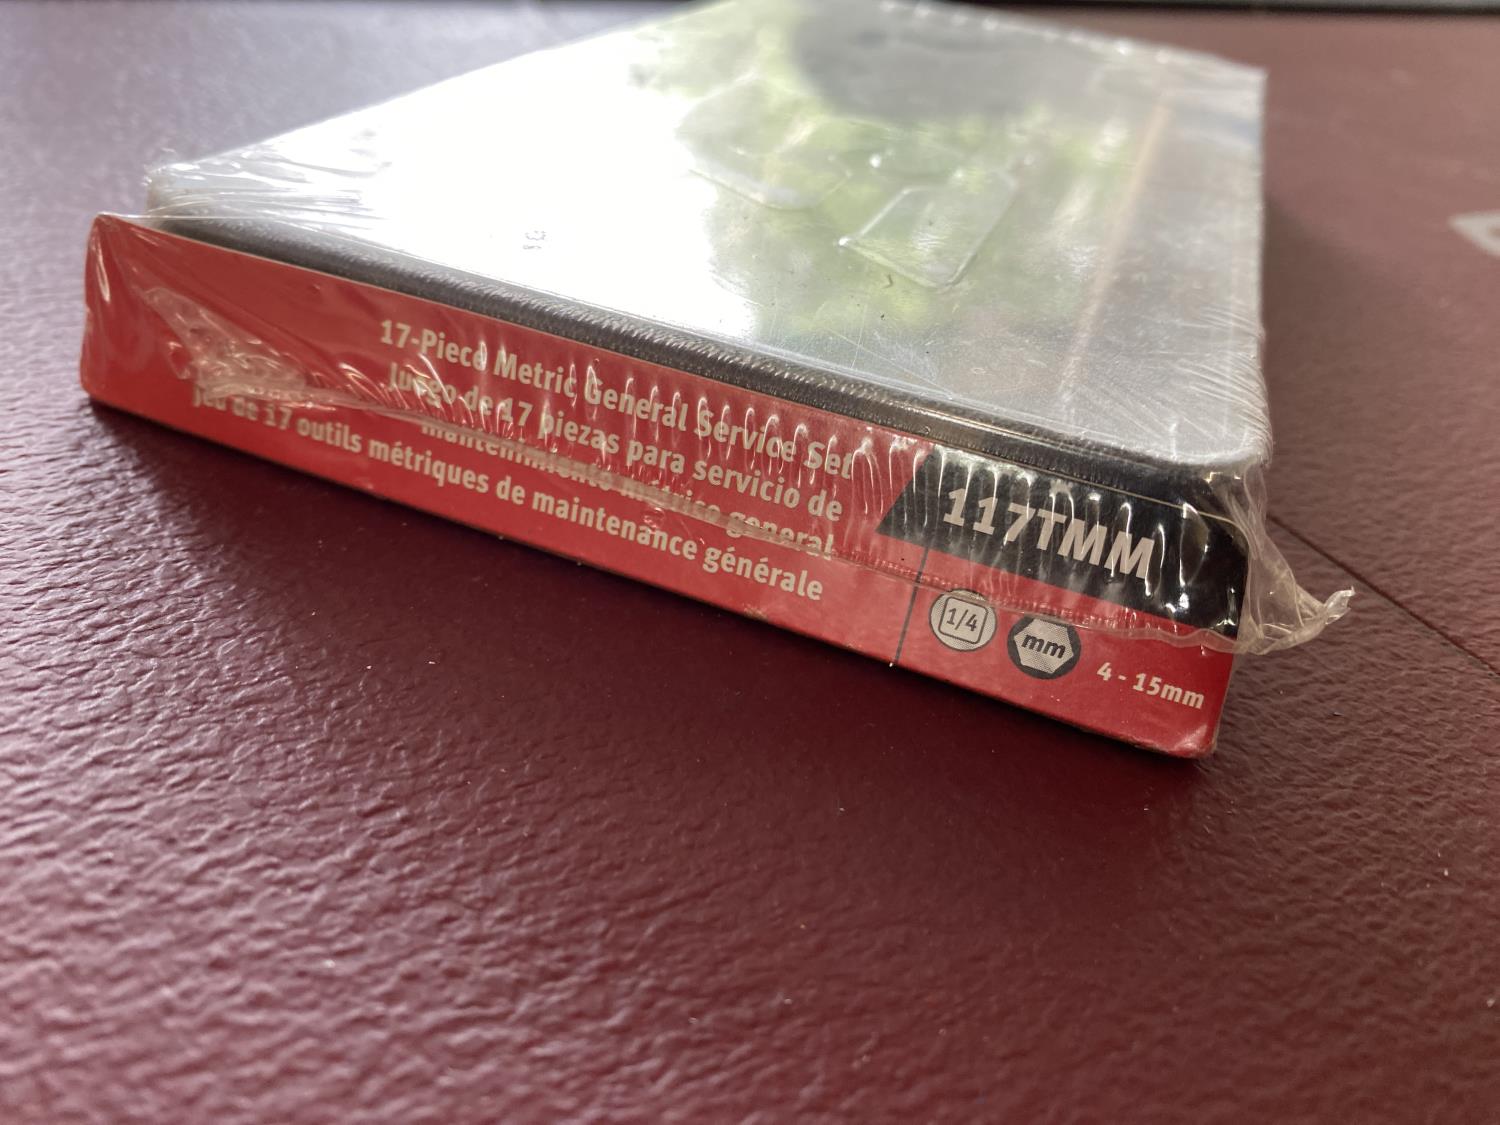 17-Piece Metric General Service Set
Juego de 17 piezas para servicio de
mantenimiento métrico general
Jeu de 17 outils métriques de maintenance générale
117TMM
1/4
mm
4 - 15mm